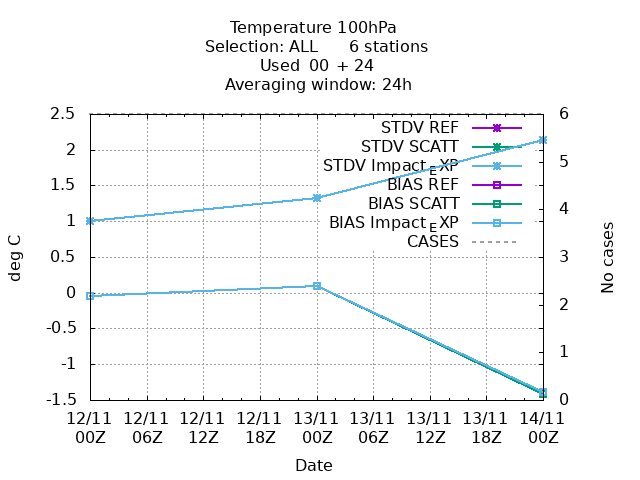 Temperature 100hPa
Selection: ALL 6 stations
Used 00 + 24
Averaging window: 24h
2.5
2
1.5
1
0.5
0
-0.5
-1
-1.5
deg C
6
5
4
3
2
1
0
No cases
STDV REF
STDV SCATT
STDV Impact_EXP
BIAS REF
BIAS SCATT
BIAS Impact_EXP
CASES
12/11 12/11 12/11 12/11 13/11 13/11 13/11 13/11 14/11
00Z 06Z 12Z 18Z 00Z 06Z 12Z 18Z 00Z
Date